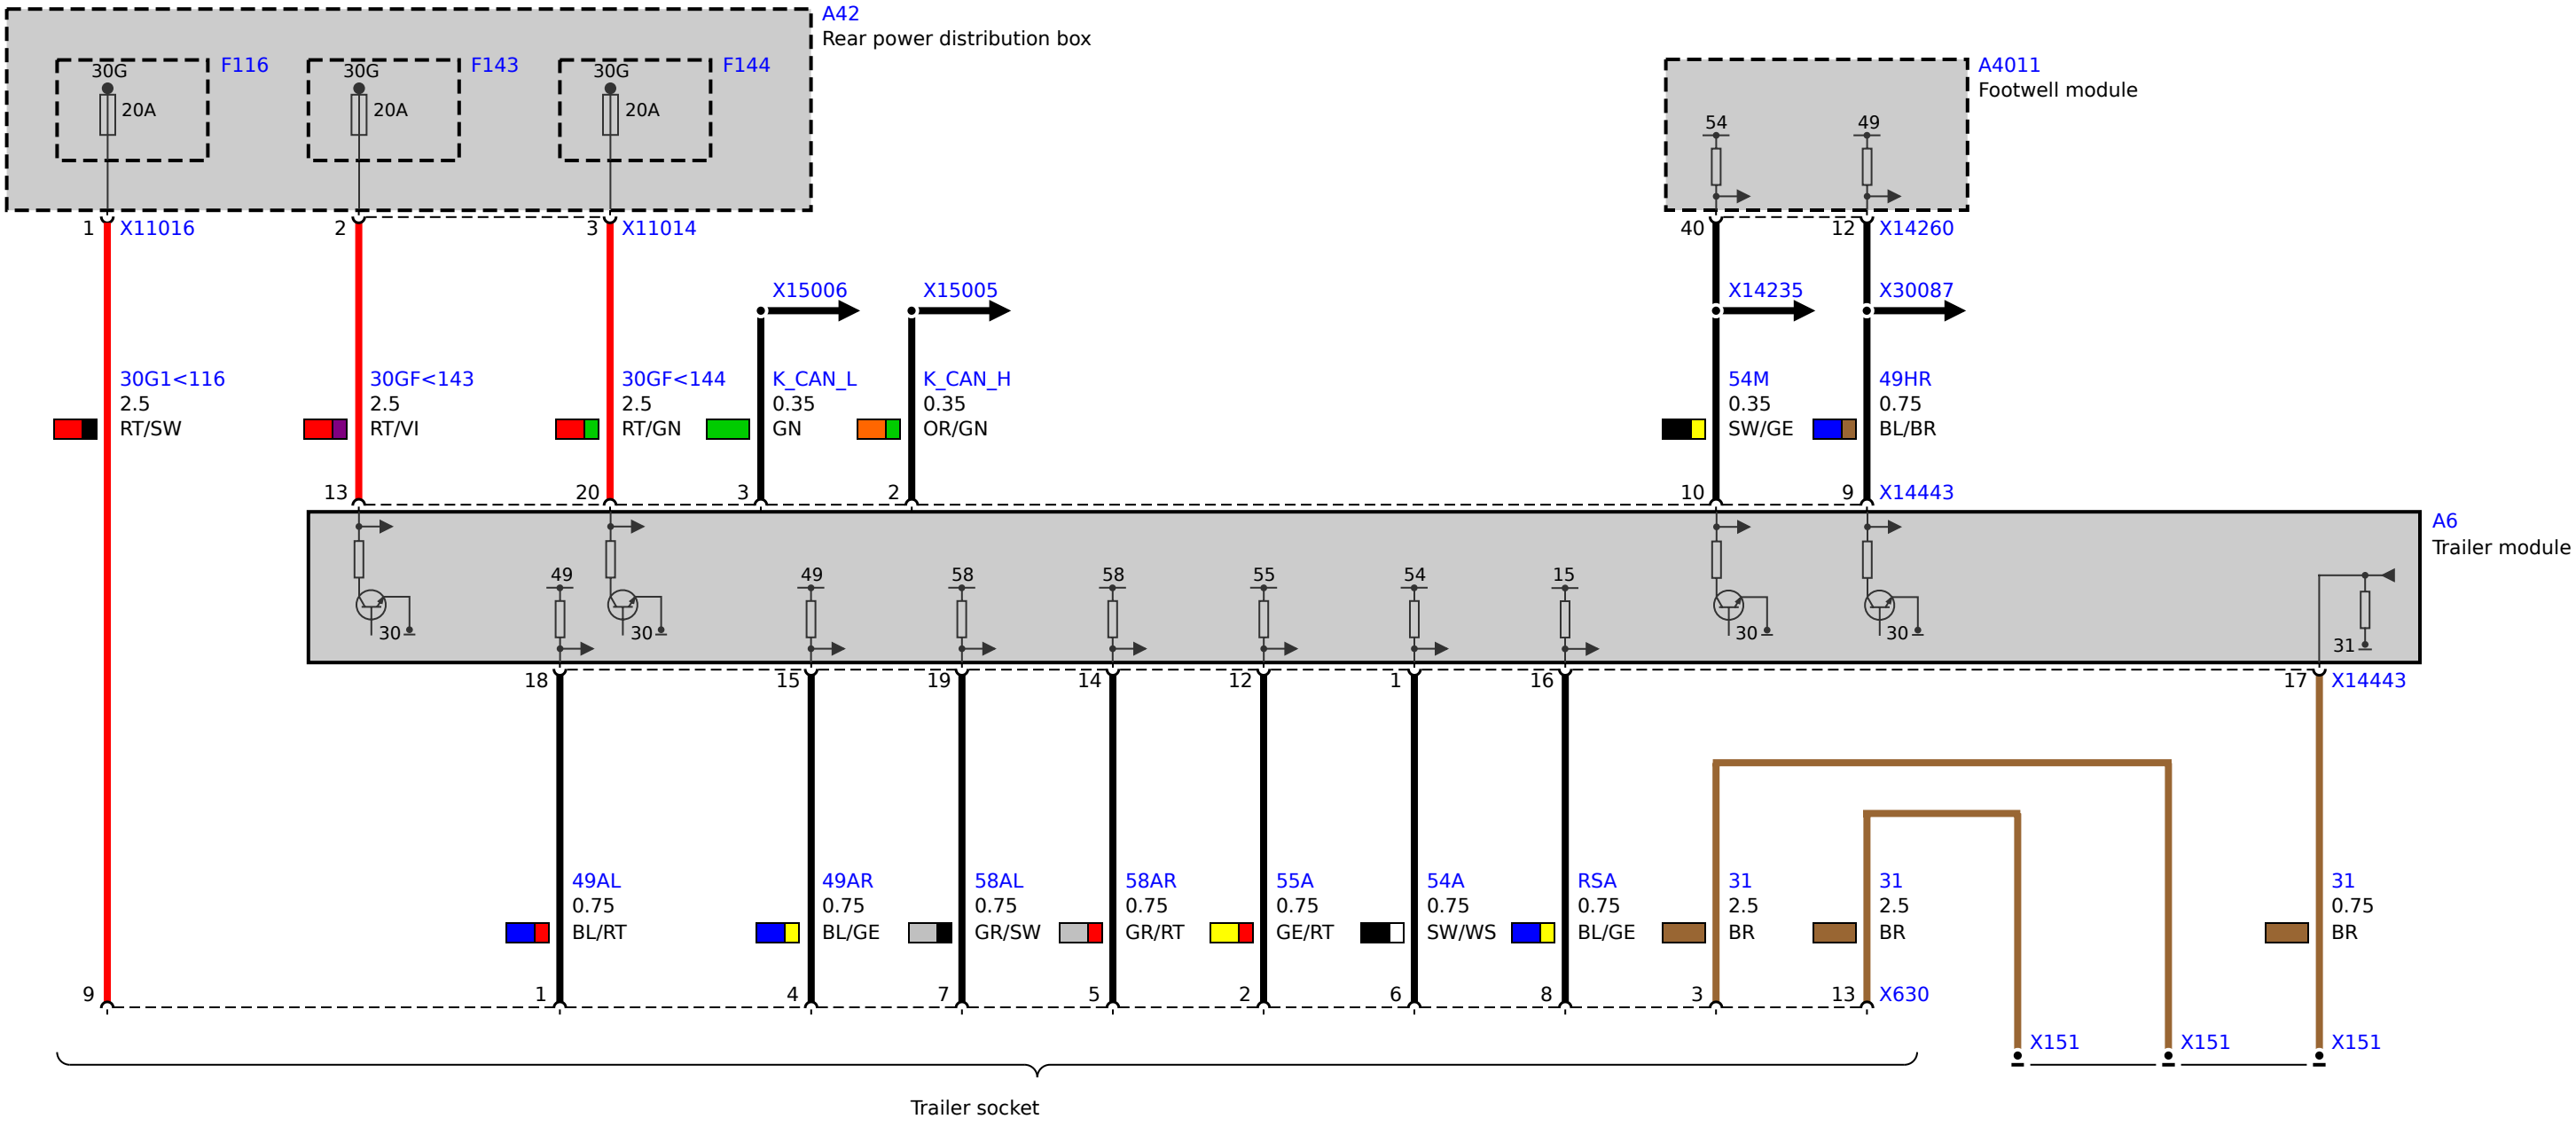 A42
Rear power distribution box
30G
F116
30G
F143
30G
F144
A4011
Footwell module
20A
20A
20A
54
49
1
X11016
2
3
X11014
40
12
X14260
X15006
X15005
X14235
X30087
30G1<116
2.5
RT/SW
30GF<143
2.5
RT/VI
30GF<144
2.5
RT/GN
K_CAN_L
0.35
GN
K_CAN_H
0.35
OR/GN
54M
0.35
SW/GE
49HR
0.75
BL/BR
13
20
3
2
10
9
X14443
A6
Trailer module
49
49
58
58
55
54
15
30
30
30
30
31
18
15
19
14
12
1
16
17
X14443
49AL
0.75
BL/RT
49AR
0.75
BL/GE
58AL
0.75
GR/SW
58AR
0.75
GR/RT
55A
0.75
GE/RT
54A
0.75
SW/WS
RSA
0.75
BL/GE
31
2.5
BR
31
2.5
BR
31
0.75
BR
9
1
4
7
5
2
6
8
3
13
X630
X151
X151
X151
Trailer socket